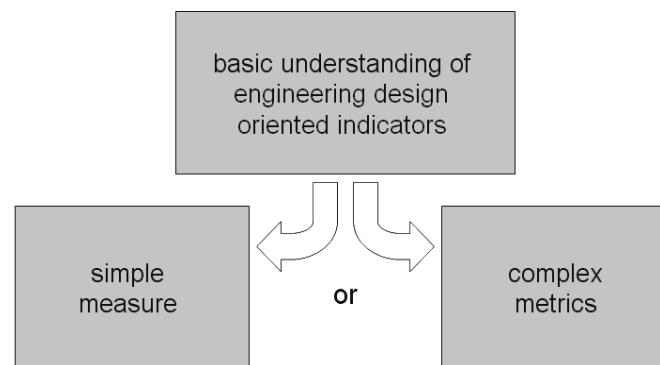 basic understanding of
engineering design
oriented indicators
simple
measure
or
complex
metrics